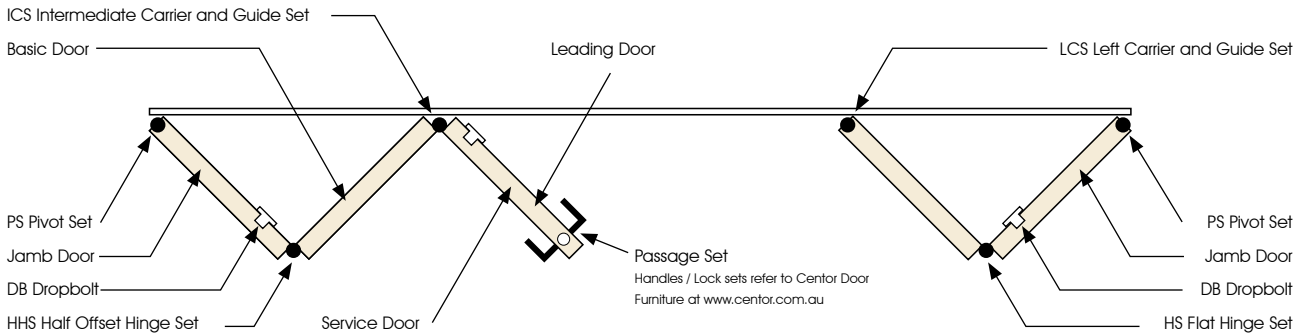 ICS Intermediate Carrier and Guide Set
Basic Door
Leading Door
LCS Left Carrier and Guide Set
PS Pivot Set
Jamb Door
DB Dropbolt
HHS Half Offset Hinge Set
Service Door
Passage Set
Handles / Lock sets refer to Centor Door
Furniture at www.centor.com.au
PS Pivot Set
Jamb Door
DB Dropbolt
HS Flat Hinge Set